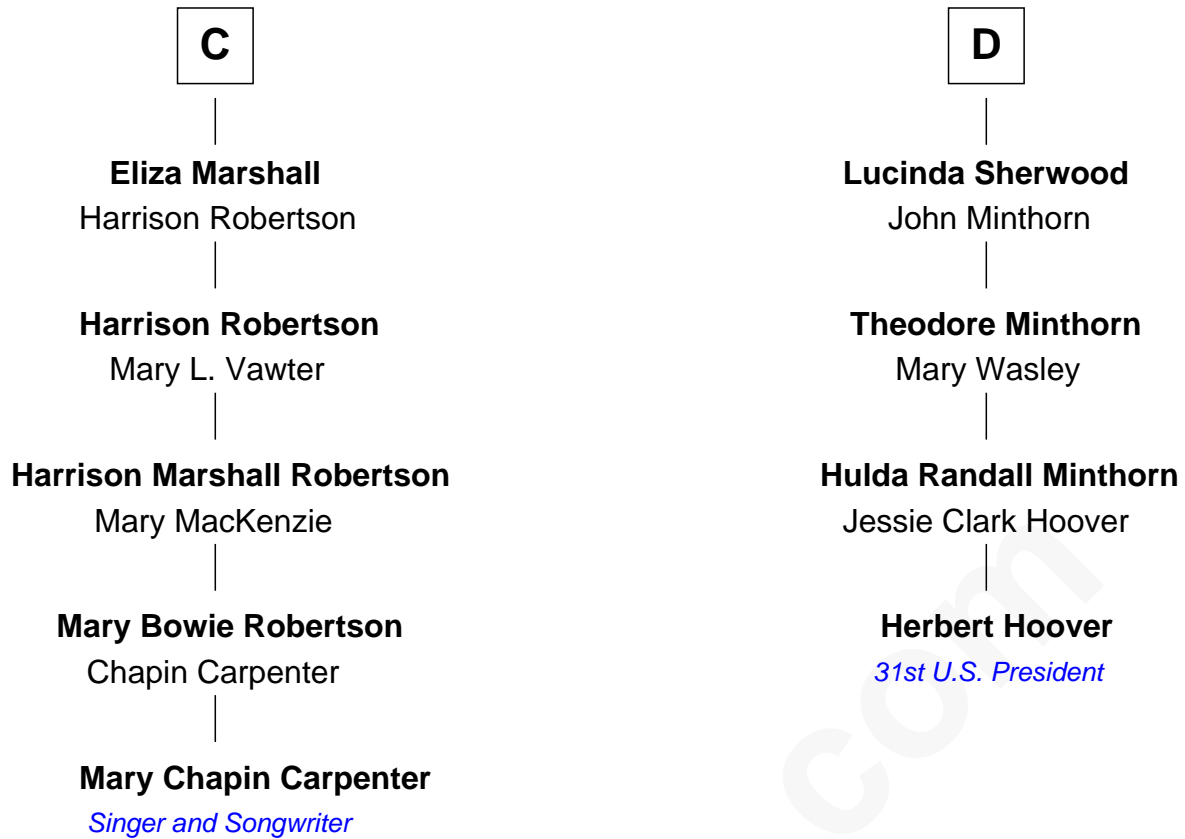 C
Eliza Marshall
Harrison Robertson
Harrison Robertson
Mary L. Vawter
Harrison Marshall Robertson
Mary MacKenzie
Mary Bowie Robertson
Chapin Carpenter
Mary Chapin Carpenter
Singer and Songwriter
D
Lucinda Sherwood
John Minthorn
Theodore Minthorn
Mary Wasley
Hulda Randall Minthorn
Jessie Clark Hoover
Herbert Hoover
31st U.S. President
com